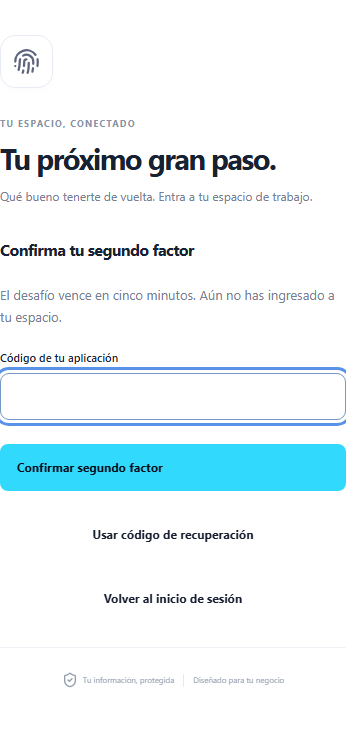 TU ESPACIO, CONECTADO
Tu próximo gran paso.
Qué bueno tenerte de vuelta. Entra a tu espacio de trabajo.
Confirma tu segundo factor
El desafío vence en cinco minutos. Aún no has ingresado a
tu espacio.
Código de tu aplicación
Confirmar segundo factor
Usar código de recuperación
Volver al inicio de sesión
Tu información, protegida
Diseñado para tu negocio